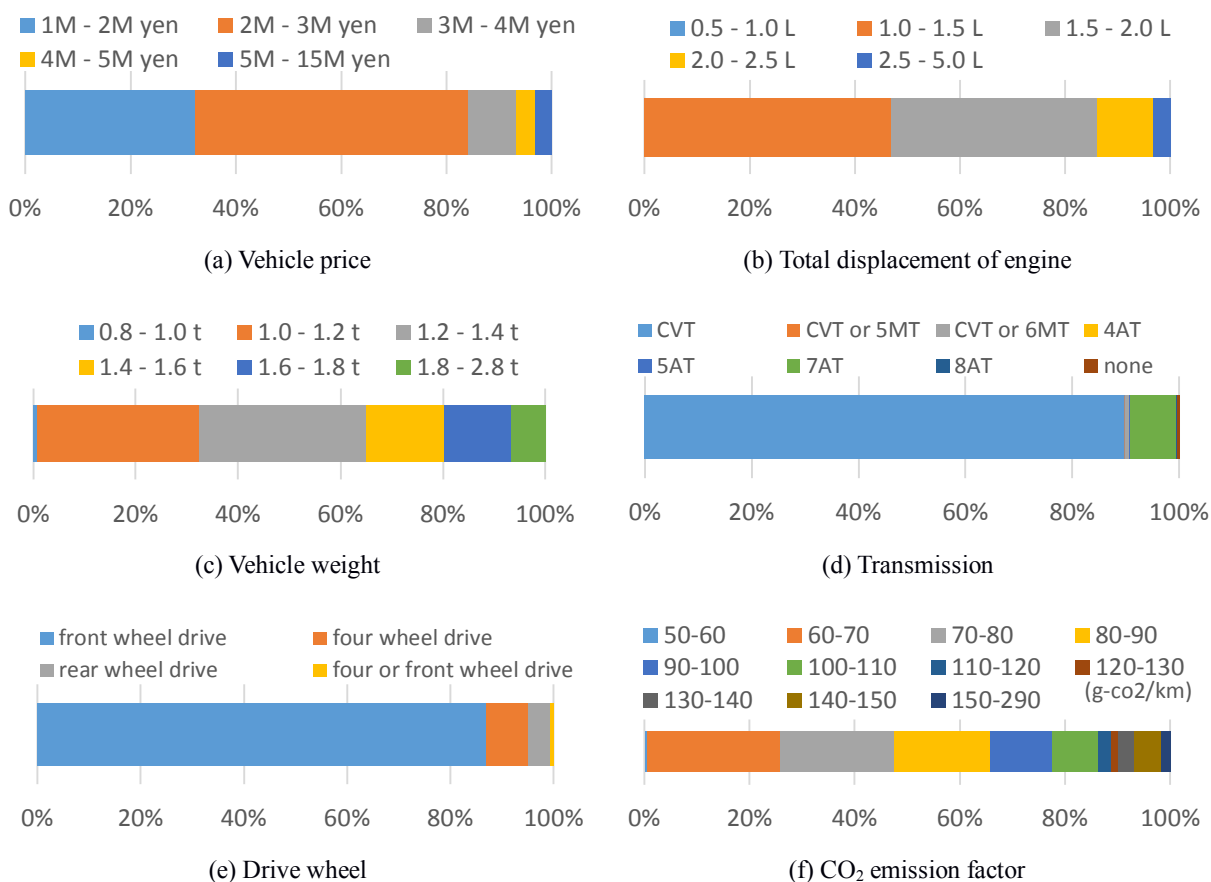 1M - 2M yen 2M - 3M yen 3M - 4M yen
4M - 5M yen 5M - 15M yen
0% 20% 40% 60% 80% 100%
(a) Vehicle price
0.5 - 1.0 L 1.0 - 1.5 L 1.5 - 2.0 L
2.0 - 2.5 L 2.5 - 5.0 L
0% 20% 40% 60% 80% 100%
(b) Total displacement of engine
0.8 - 1.0 t 1.0 - 1.2 t 1.2 - 1.4 t
1.4 - 1.6 t 1.6 - 1.8 t 1.8 - 2.8 t
0% 20% 40% 60% 80% 100%
(c) Vehicle weight
CVT CVT or 5MT CVT or 6MT 4AT
5AT 7AT 8AT none
0% 20% 40% 60% 80% 100%
(d) Transmission
front wheel drive four wheel drive
rear wheel drive four or front wheel drive
0% 20% 40% 60% 80% 100%
(e) Drive wheel
50-60 60-70 70-80 80-90
90-100 100-110 110-120 120-130
130-140 140-150 150-290 (g-co2/km)
0% 20% 40% 60% 80% 100%
(f) CO₂ emission factor